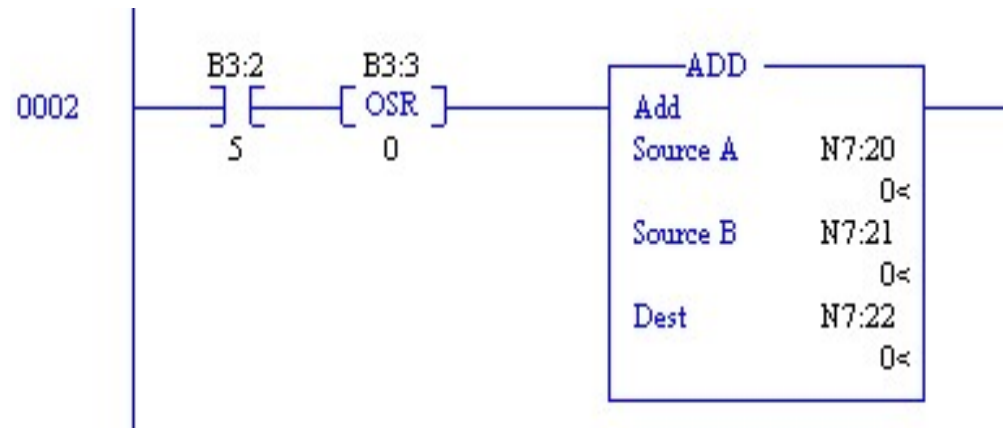 B3:2 B3:3 ADD
0002 OSR Add
5 0 Source A N7:20
0<
Source B N7:21
0<
Dest N7:22
0<